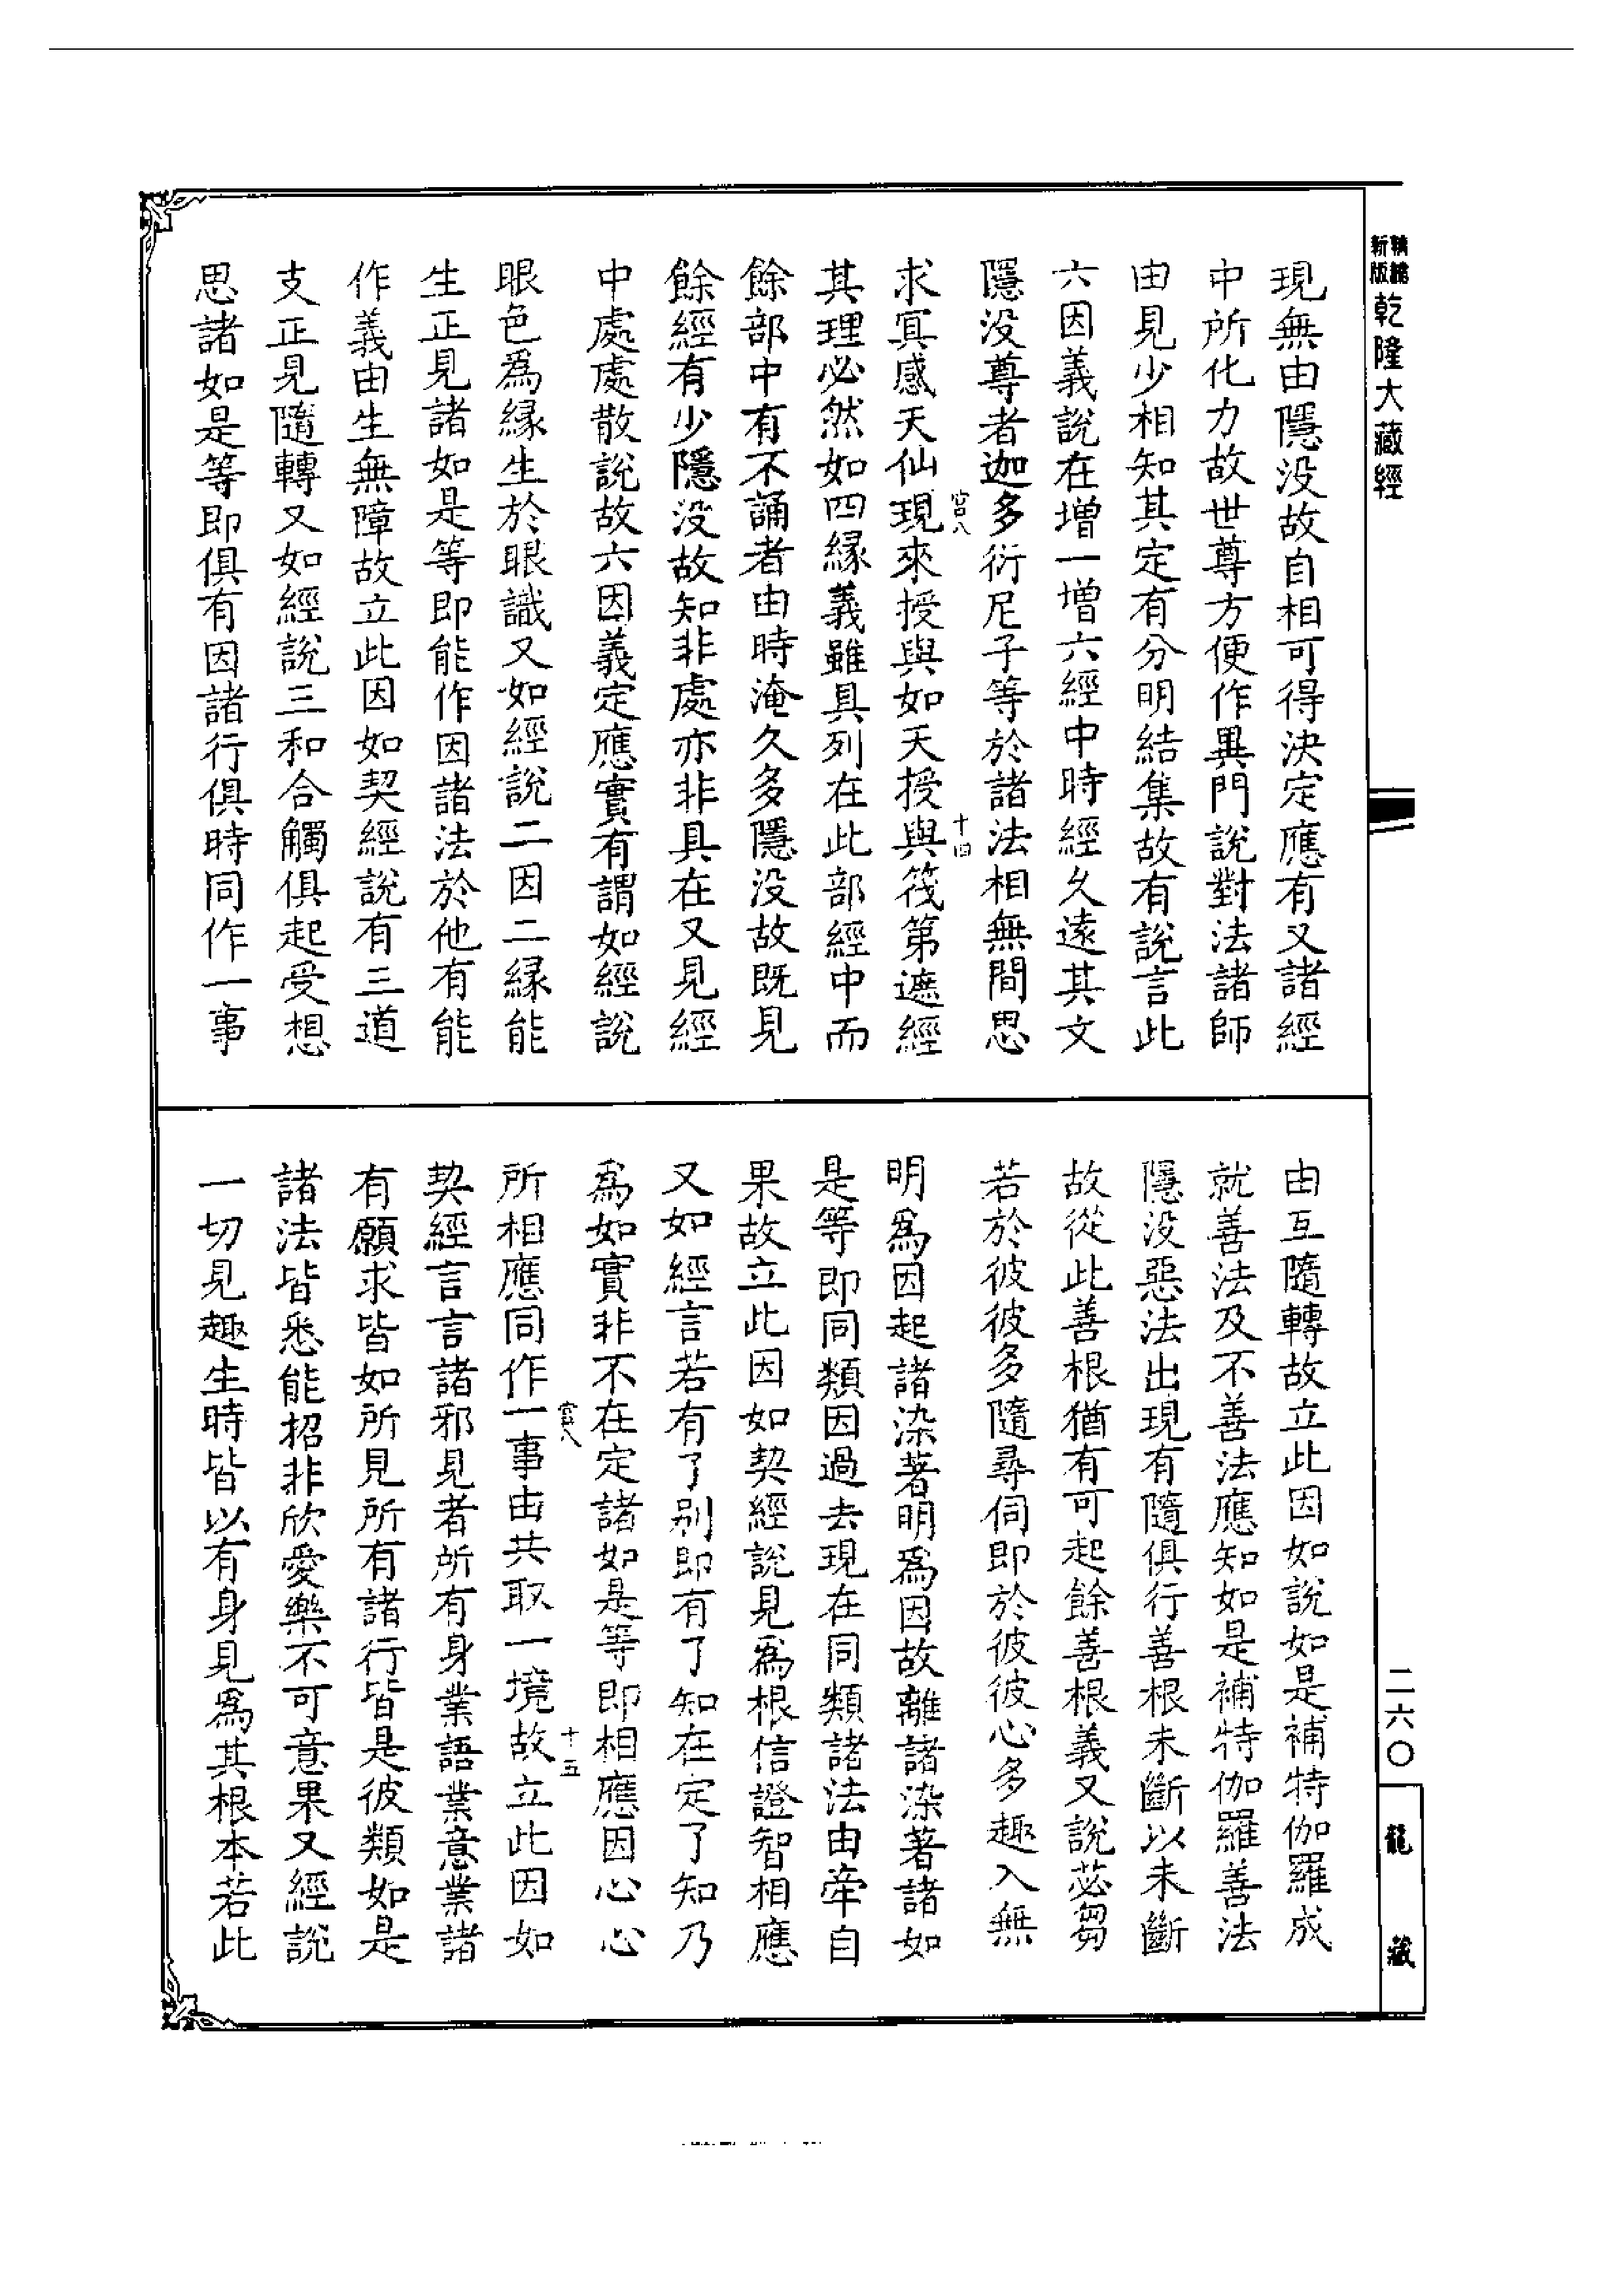 新版精縮乾隆大藏經
現無由隱没故自相可得決定應有又諸經
中所化力故世尊方便作異門說對法諸師
由見少相知其定有分明結集故有說言此
六因義說在增一增六經中時經久遠其文
隱没尊者迦多衍尼子等於諸法相無間思
宫八 十四
求冥感天仙現來授與如天授與筏第遮經
其理必然如四緣義雖具列在此部經中而
餘部中有不誦者由時淹久多隱没故既見
餘經有少隱没故知非處亦非具在又見經
中處處散說故六因義定應實有謂如經說
眼色爲緣生於眼識又如經說二因二緣能
生正見諸如是等即能作因諸法於他有能
作義由生無障故立此因如契經說有三道
支正見隨轉又如經說三和合觸俱起受想
思諸如是等即俱有因諸行俱時同作一事
由互隨轉故立此因如說如是補特伽羅成
就善法及不善法應知如是補特伽羅善法
隱没惡法出現有隨俱行善根未斷以未斷
故從此善根猶有可起餘善根義又說苾芻
若於彼彼多隨尋伺即於彼彼心多趣入無
明爲因起諸染著明爲因故離諸染著諸如
是等即同類因過去現在同類諸法由牽自
果故立此因如契經說見爲根信證智相應
又如經言若有了别即有了知在定了知乃
爲如實非不在定諸如是等即相應因心心
宫八 十五
所相應同作一事由共取一境故立此因如
契經言言諸邪見者所有身業語業意業諸
有願求皆如所見所有諸行皆是彼類如是
諸法皆悉能招非欣愛樂不可意果又經說
一切見趣生時皆以有身見爲其根本若此
二六〇
龍藏